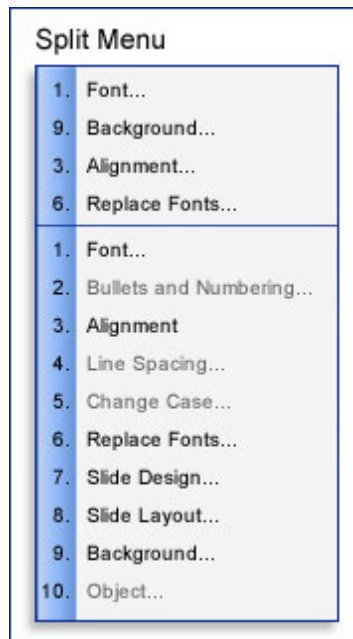 Split Menu
1. Font...
9. Background...
3. Alignment...
6. Replace Fonts...
1. Font...
2. Bullets and Numbering...
3. Alignment
4. Line Spacing...
5. Change Case...
6. Replace Fonts...
7. Slide Design...
8. Slide Layout...
9. Background...
10. Object...